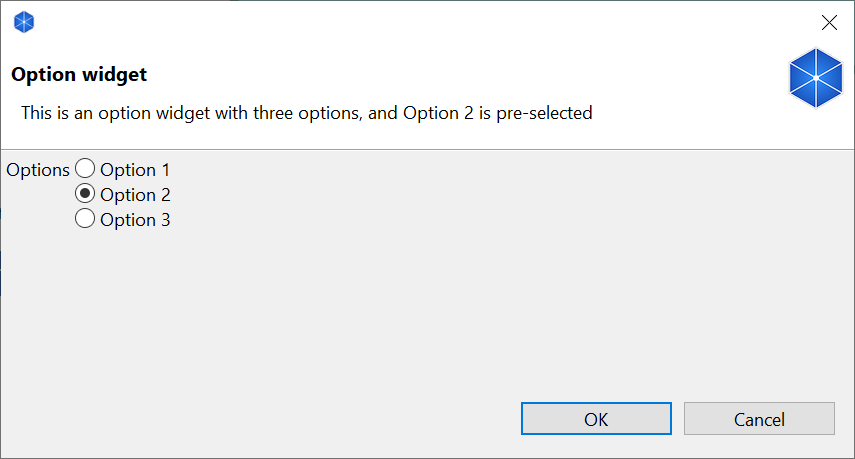 Option widget
This is an option widget with three options, and Option 2 is pre-selected
Options Option 1
Option 2
Option 3
OK Cancel